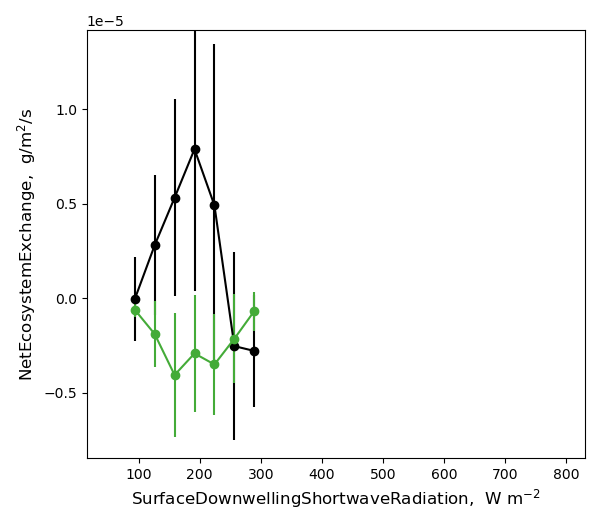 1e−5
NetEcosystemExchange,  g/m²/s
1.0
0.5
0.0
−0.5
100 200 300 400 500 600 700 800
SurfaceDownwellingShortwaveRadiation,  W m⁻²